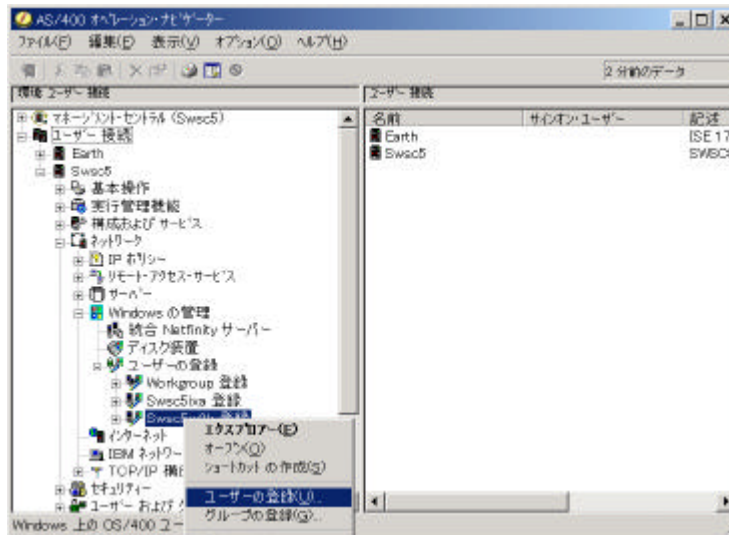 AS/400 オペレーション・ナビゲーター
ファイル(F) 編集(E) 表示(V) オプション(O) ヘルプ(H)
2 分前のデータ
環境: ユーザー接続
ユーザー接続
マネージメント・セントラル (Swsc5)
ユーザー接続
Earth
Swsc5
基本操作
実行管理機能
構成およびサービス
ネットワーク
IP ポリシー
リモート・アクセス・サービス
サーバー
Windows の管理
統合 Netfinity サーバー
ディスク装置
ユーザーの登録
Workgroup 登録
Swsc5ixa 登録
登録
インターネット
IBM ネットワー
TCP/IP 構
セキュリティー
ユーザー および
名前 サインオン・ユーザー 記述
Earth ISE 17
Swsc5 SWSC5
エクスプロアー(E)
オープン(O)
ショートカットの作成(S)
ユーザーの登録(U)...
グループの登録(G)...
Windows 上の OS/400 ユー